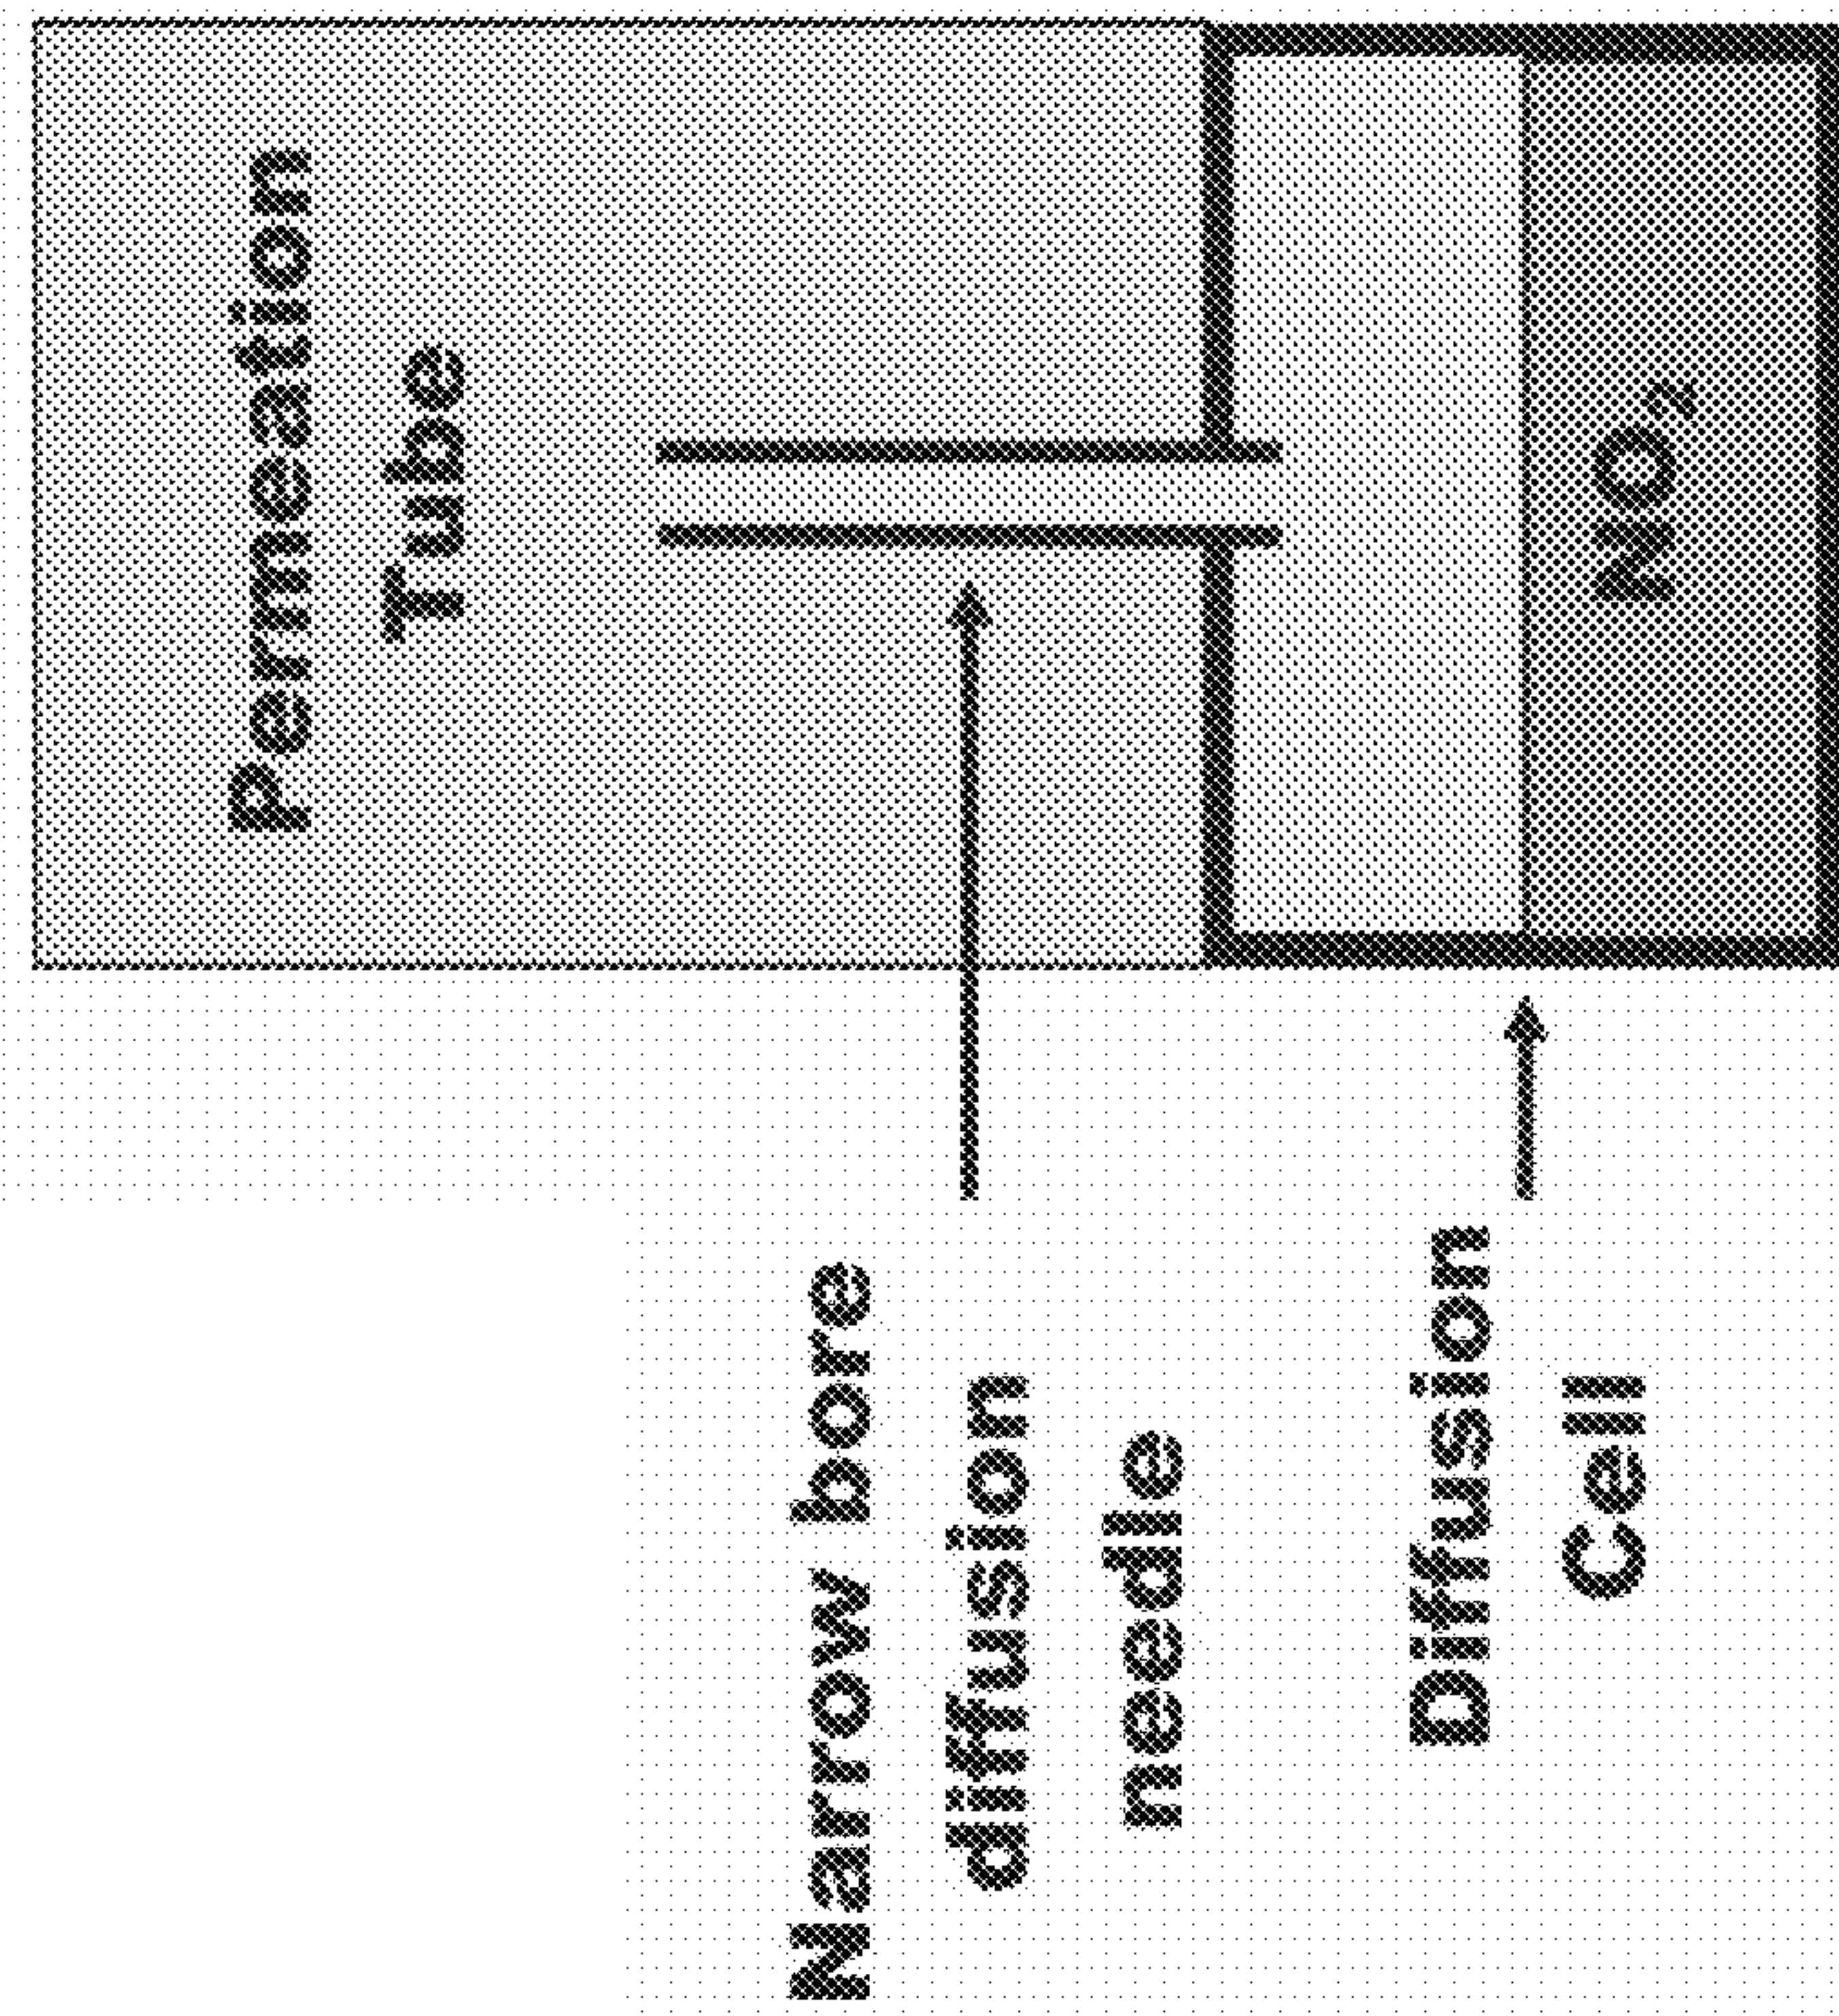 Permeation
Tube
Narrow bore
diffusion
needle
Diffusion
Cell
NO₂